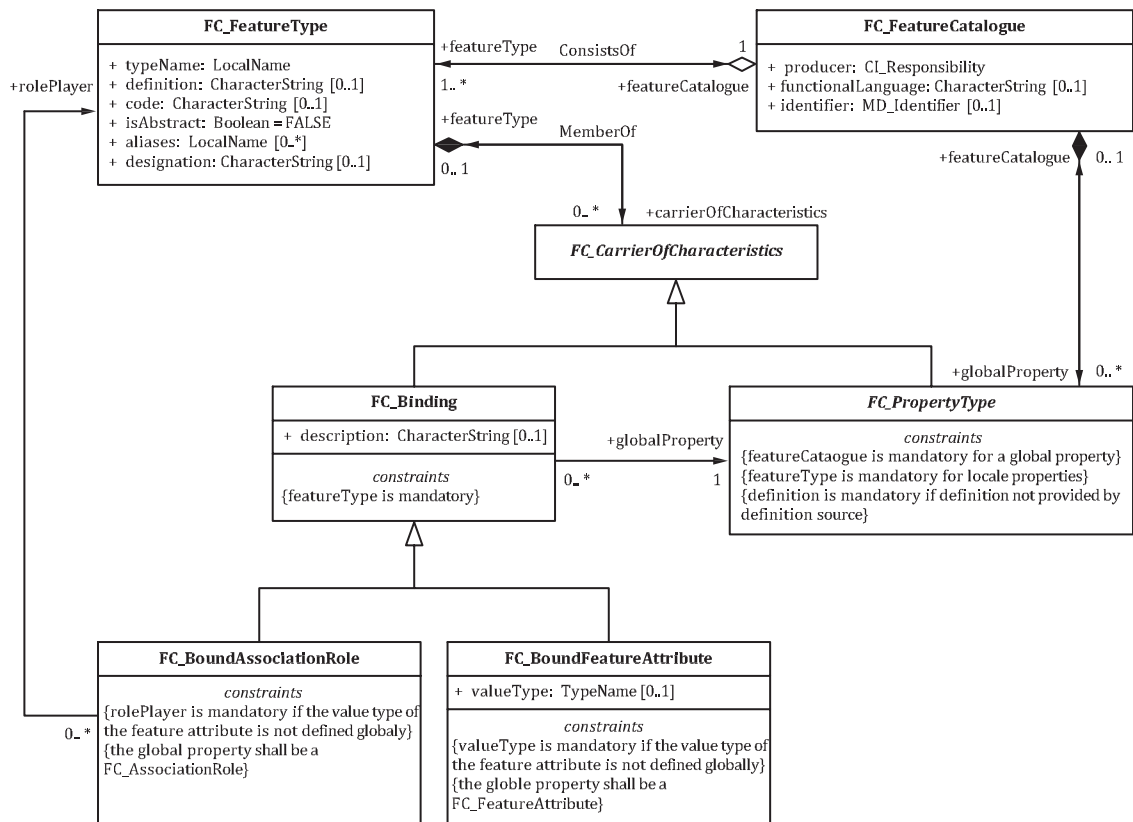 FC_FeatureType
+ typeName: LocalName
+ definition: CharacterString [0..1]
+ code: CharacterString [0..1]
+ isAbstract: Boolean = FALSE
+ aliases: LocalName [0..*]
+ designation: CharacterString [0..1]
+rolePlayer
+featureType
ConsistsOf
1
1..*
+featureCatalogue
+featureType
MemberOf
0..1
FC_FeatureCatalogue
+ producer: CI_Responsibility
+ functionalLanguage: CharacterString [0..1]
+ identifier: MD_Identifier [0..1]
+featureCatalogue
0..1
0..*
+carrierOfCharacteristics
FC_CarrierOfCharacteristics
+globalProperty
0..*
FC_Binding
+ description: CharacterString [0..1]
constraints
{featureType is mandatory}
+globalProperty
0..*
1
FC_PropertyType
constraints
{featureCataogue is mandatory for a global property}
{featureType is mandatory for locale properties}
{definition is mandatory if definition not provided by
definition source}
FC_BoundAssociationRole
constraints
{rolePlayer is mandatory if the value type of
the feature attribute is not defined globaly}
{the global property shall be a
FC_AssociationRole}
0..*
FC_BoundFeatureAttribute
+ valueType: TypeName [0..1]
constraints
{valueType is mandatory if the value type of
the feature attribute is not defined globally}
{the globle property shall be a
FC_FeatureAttribute}